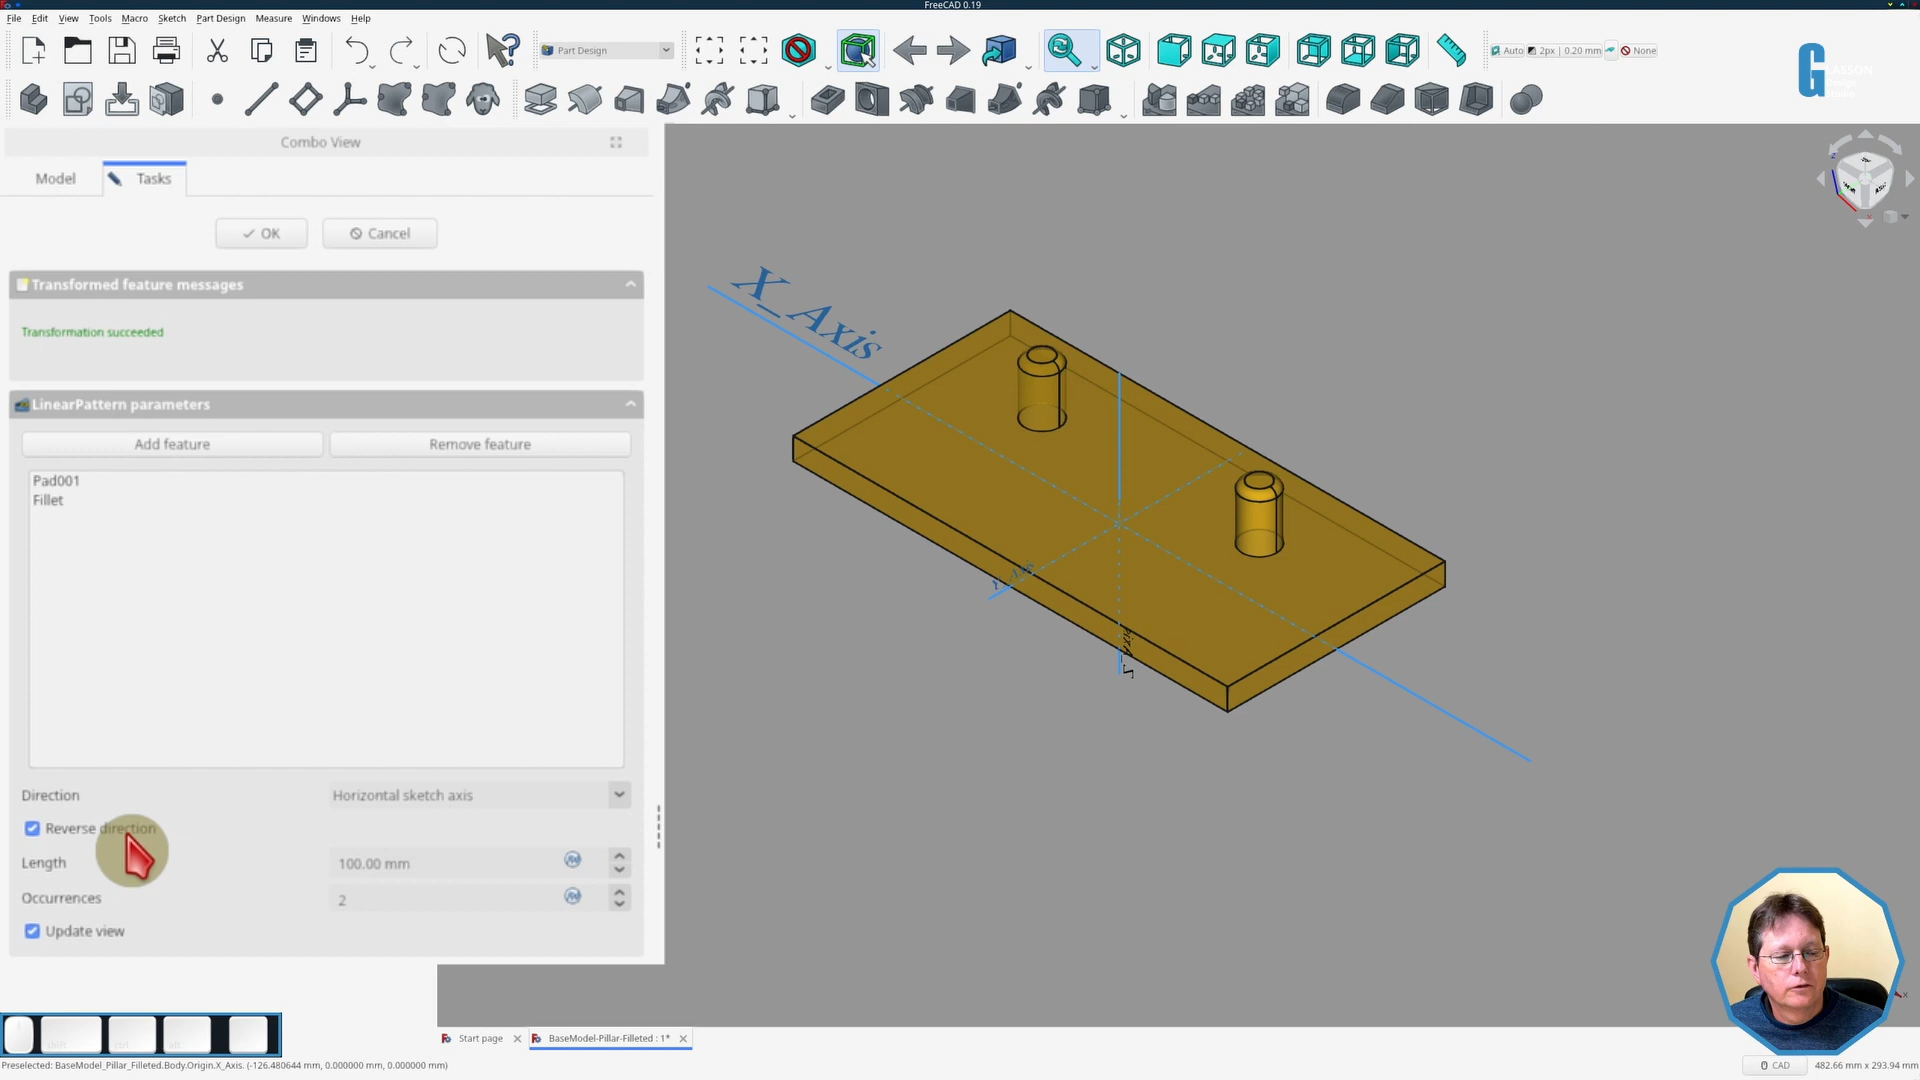 FreeCAD 0.19
File Edit View Tools Macro Sketch Part Design Measure Windows Help
Part Design
Auto 2px | 0.20 mm None
Combo View
Model Tasks
OK Cancel
Transformed feature messages
Transformation succeeded
LinearPattern parameters
Add feature Remove feature
Pad001
Fillet
Direction Horizontal sketch axis
Reverse direction
Length 100.00 mm
Occurrences 2
Update view
X_Axis
Start page BaseModel-Pillar-Filleted : 1*
Preselected: BaseModel_Pillar_Filleted.Body.Origin.X_Axis. (-126.480644 mm, 0.000000 mm, 0.000000 mm)
CAD 482.66 mm x 293.94 mm